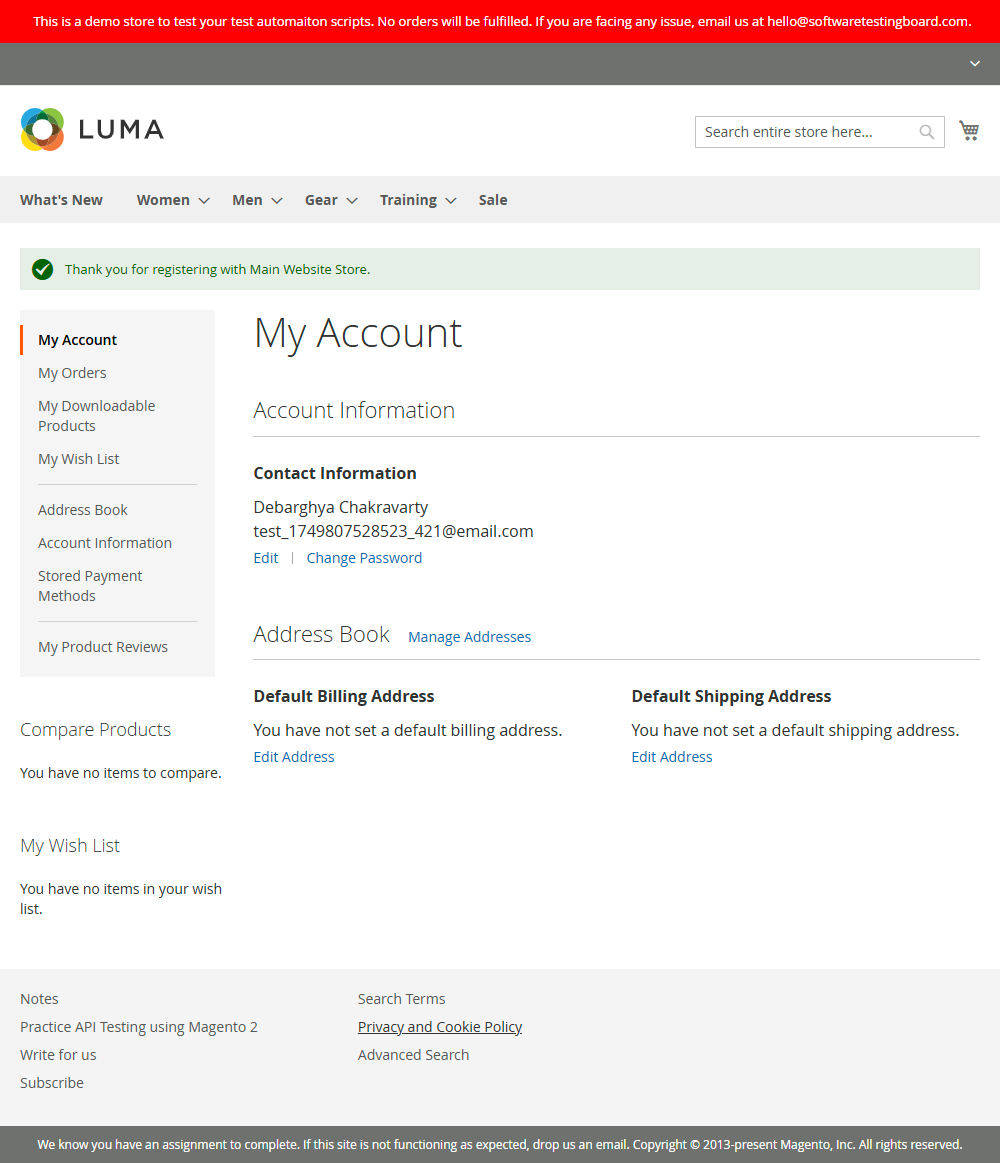 This is a demo store to test your test automaiton scripts. No orders will be fulfilled. If you are facing any issue, email us at hello@softwaretestingboard.com.
LUMA
Search entire store here...
What's New Women Men Gear Training Sale
Thank you for registering with Main Website Store.
My Account
My Orders
My Downloadable
Products
My Wish List
Address Book
Account Information
Stored Payment
Methods
My Product Reviews
Compare Products
You have no items to compare.
My Wish List
You have no items in your wish
list.
My Account
Account Information
Contact Information
Debarghya Chakravarty
test_1749807528523_421@email.com
Edit | Change Password
Address Book Manage Addresses
Default Billing Address
You have not set a default billing address.
Edit Address
Default Shipping Address
You have not set a default shipping address.
Edit Address
Notes
Practice API Testing using Magento 2
Write for us
Subscribe
Search Terms
Privacy and Cookie Policy
Advanced Search
We know you have an assignment to complete. If this site is not functioning as expected, drop us an email. Copyright © 2013-present Magento, Inc. All rights reserved.